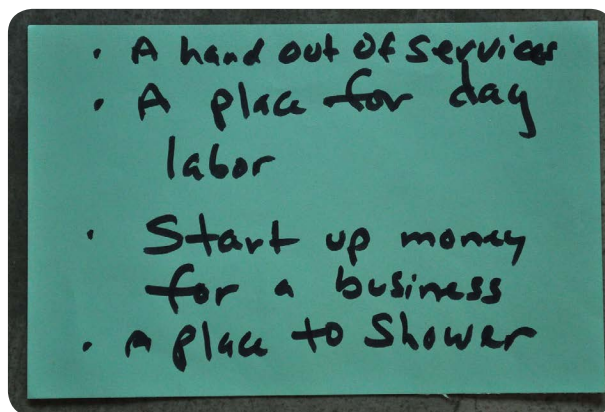 • A hand out of services
• A place for day
labor
• Start up money
for a business
• A place to Shower